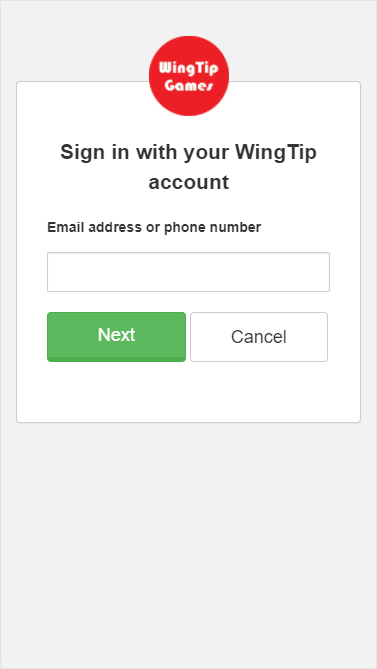 WingTip
Games
Sign in with your WingTip
account
Email address or phone number
Next
Cancel